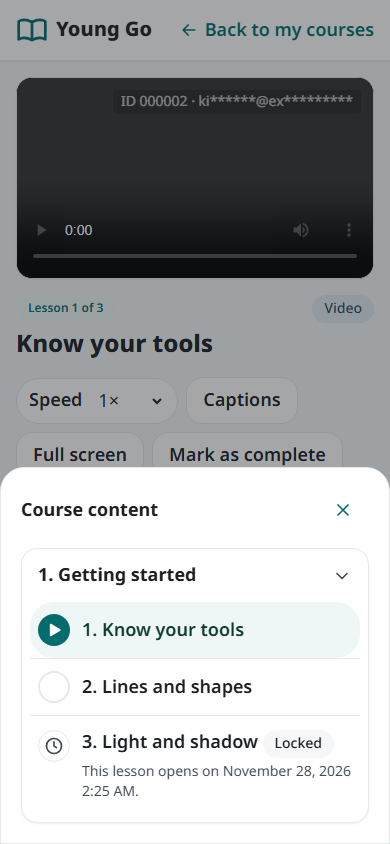 Young Go
← Back to my courses
ID 000002 · ki******@ex*********
0:00
Lesson 1 of 3
Video
Know your tools
Speed 1×
Captions
Full screen
Mark as complete
Course content
1. Getting started
1. Know your tools
2. Lines and shapes
3. Light and shadow Locked
This lesson opens on November 28, 2026
2:25 AM.